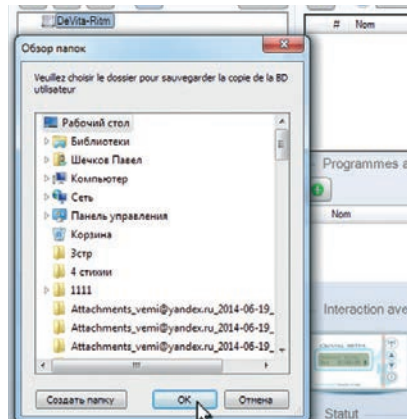 DeVita-Ritm
# Nom
Обзор папок
Veuillez choisir le dossier pour sauvegarder la copie de la BD
utilisateur
Рабочий стол
Библиотеки
Шечков Павел
Компьютер
Сеть
Панель управления
Корзина
3стр
4 стихии
1111
Attachments_vemi@yandex.ru_2014-06-19_
Attachments_vemi@yandex.ru_2014-06-19_
Attachments_vemi@yandex.ru_2014-06-19_
Создать папку
ОК
Отмена
Programmes a
Nom
Interaction ave
Statut